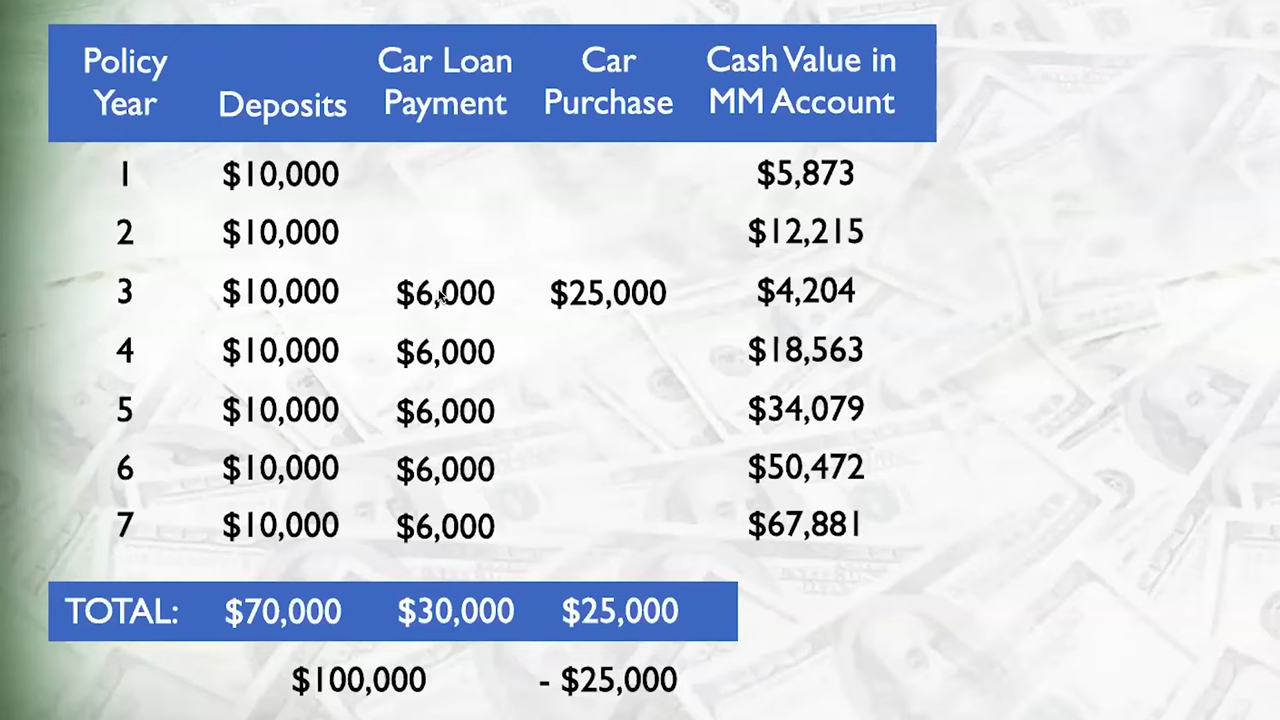 Policy Year Deposits Car Loan Payment Car Purchase Cash Value in MM Account
1 $10,000 $5,873
2 $10,000 $12,215
3 $10,000 $6,000 $25,000 $4,204
4 $10,000 $6,000 $18,563
5 $10,000 $6,000 $34,079
6 $10,000 $6,000 $50,472
7 $10,000 $6,000 $67,881
TOTAL: $70,000 $30,000 $25,000
$100,000 - $25,000